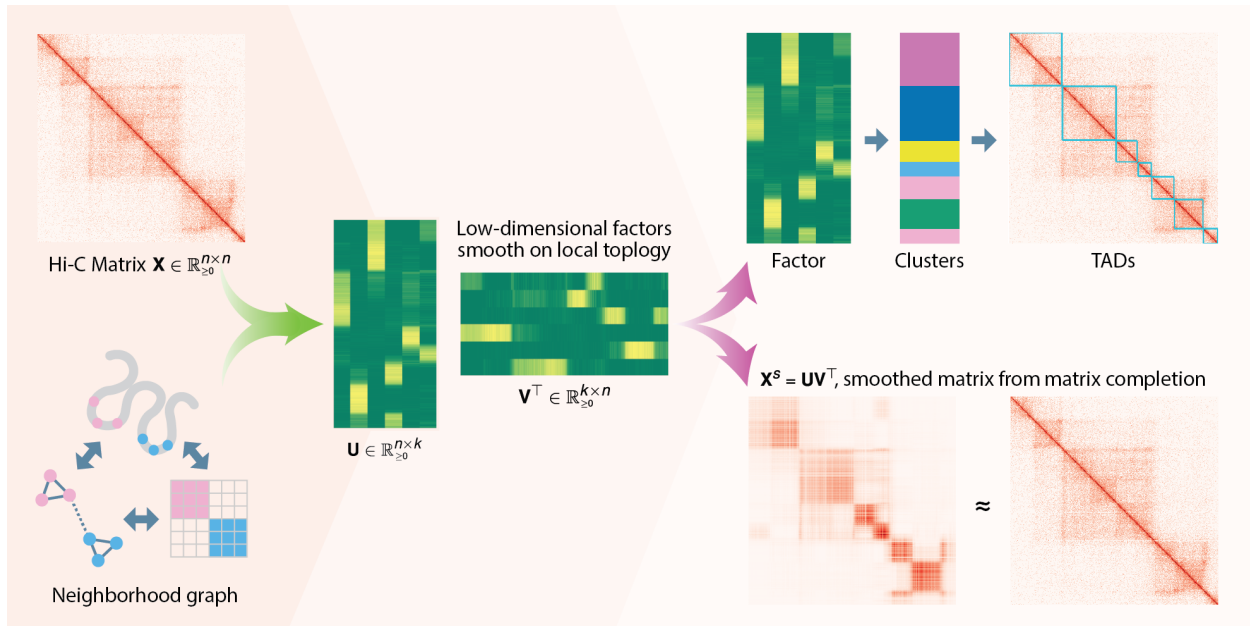 Hi-C Matrix X ∈ ℝ≥0^n×n
Neighborhood graph
U ∈ ℝ≥0^n×k
Low-dimensional factors
smooth on local toplogy
V⊤ ∈ ℝ≥0^k×n
Factor
Clusters
TADs
Xˢ = UV⊤, smoothed matrix from matrix completion
≈